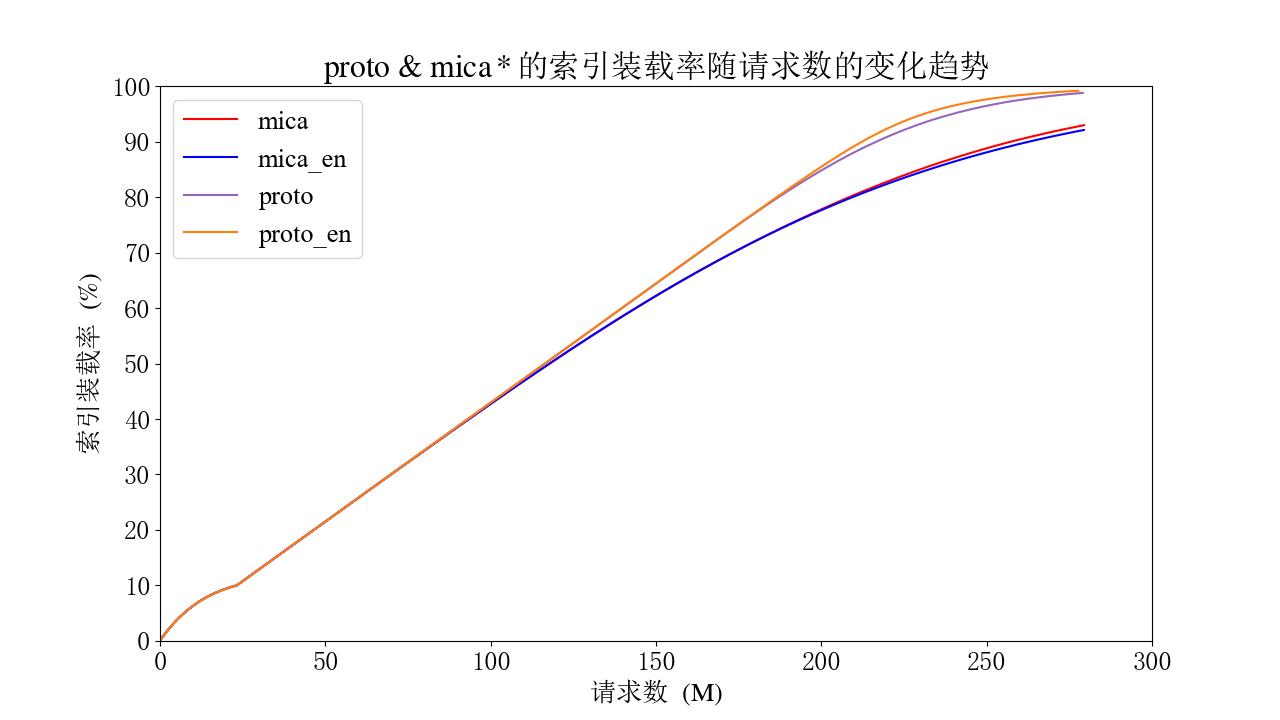 proto & mica * 的索引装载率随请求数的变化趋势
100
90
80
70
60
50
40
30
20
10
0
索引装载率 (%)
mica
mica_en
proto
proto_en
0 50 100 150 200 250 300
请求数 (M)